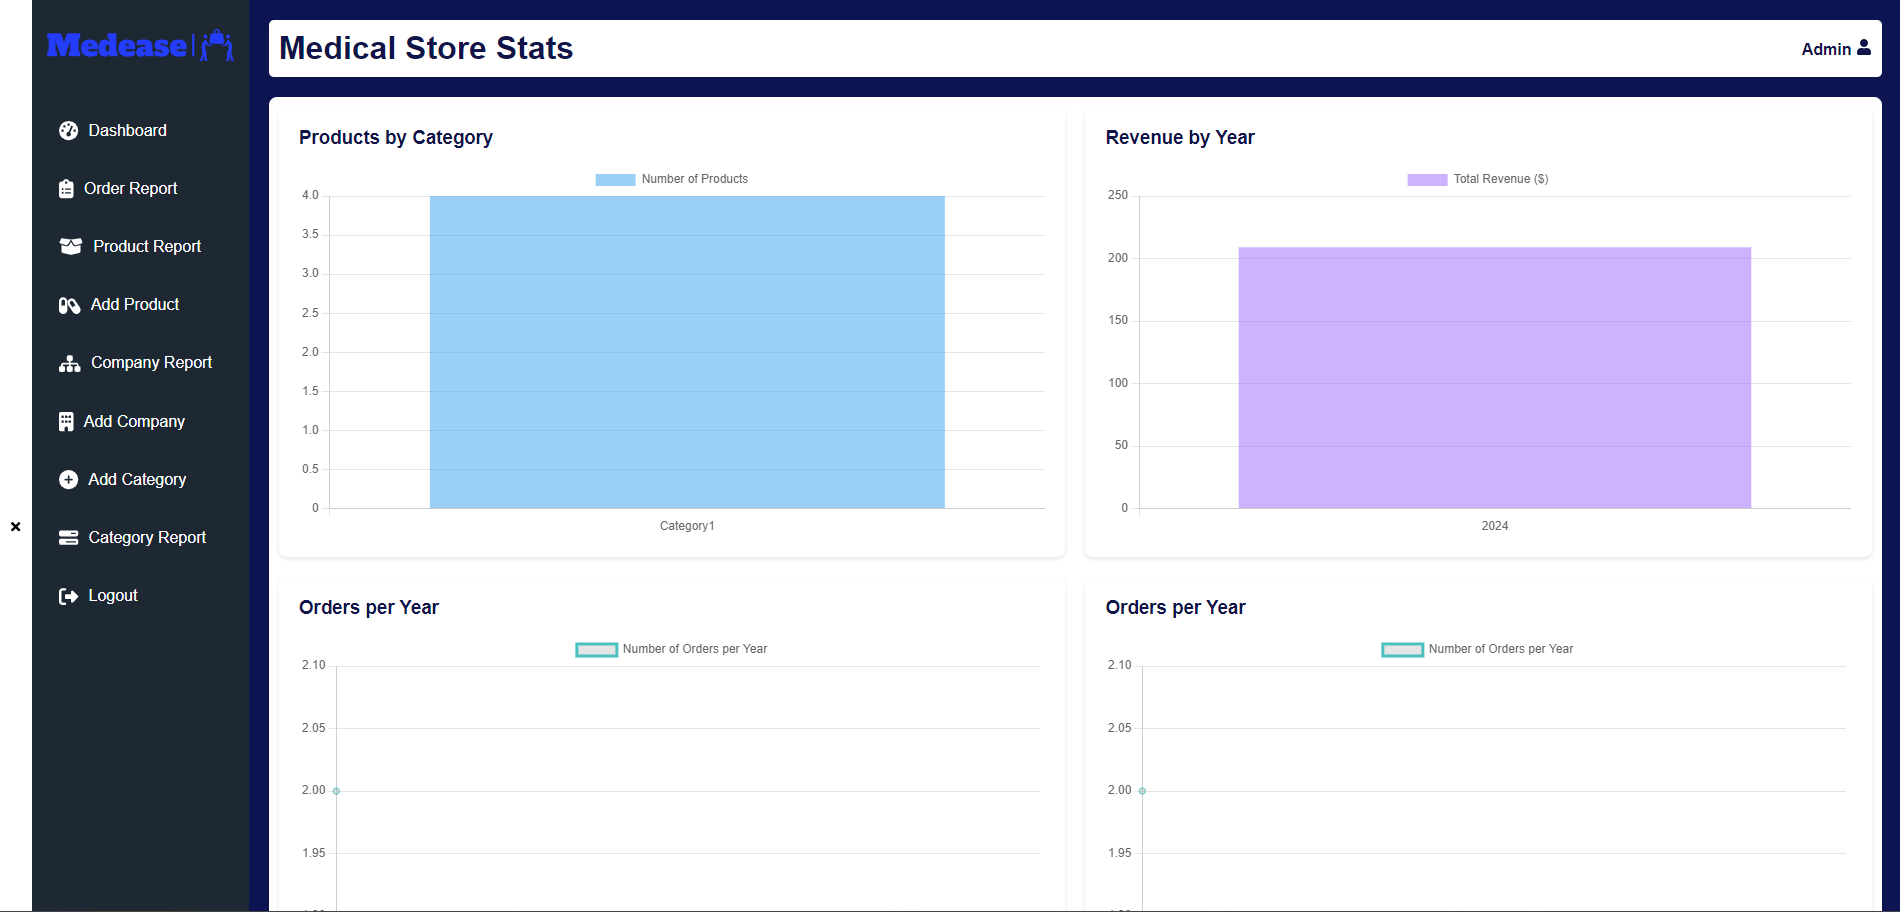 Medease
Medical Store Stats
Admin
Dashboard
Order Report
Product Report
Add Product
Company Report
Add Company
Add Category
Category Report
Logout
Products by Category
Number of Products
4.0
3.5
3.0
2.5
2.0
1.5
1.0
0.5
0
Category1
Revenue by Year
Total Revenue ($)
250
200
150
100
50
0
2024
Orders per Year
Number of Orders per Year
2.10
2.05
2.00
1.95
Orders per Year
Number of Orders per Year
2.10
2.05
2.00
1.95